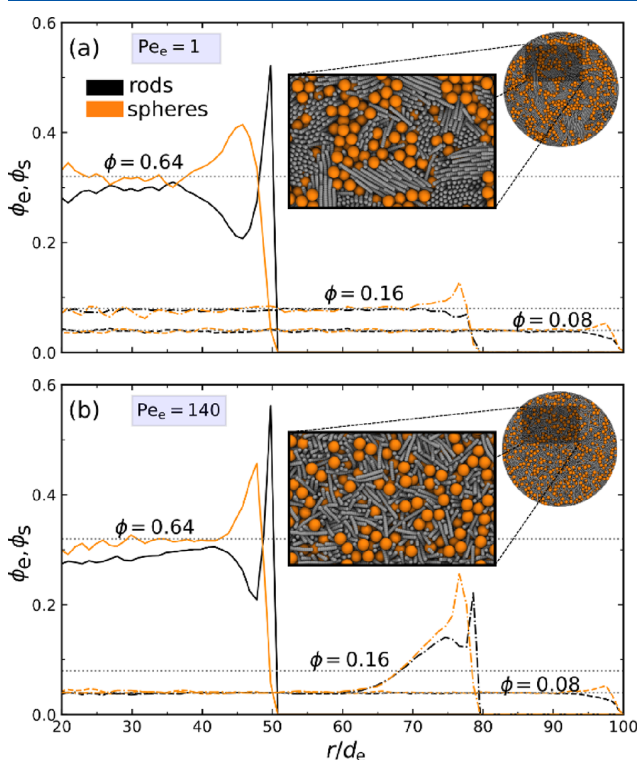 (a)
Pe_e = 1
rods
spheres
ϕ = 0.64
ϕ = 0.16
ϕ = 0.08
ϕ_e, ϕ_s
0.6
0.4
0.2
0.0
(b)
Pe_e = 140
ϕ = 0.64
ϕ = 0.16
ϕ = 0.08
ϕ_e, ϕ_s
0.6
0.4
0.2
0.0
20 30 40 50 60 70 80 90 100
r/d_e